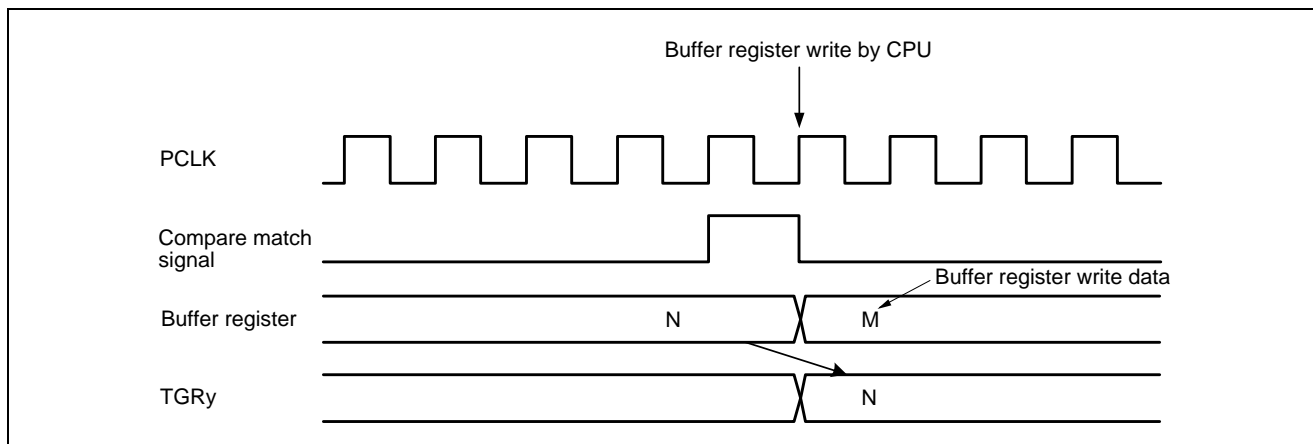 Buffer register write by CPU
PCLK
Compare match
signal
Buffer register write data
Buffer register
N
M
TGRy
N